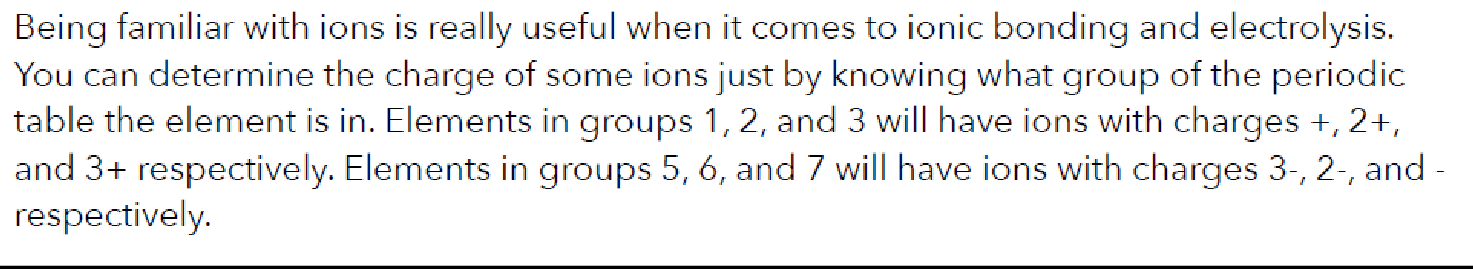 Being familiar with ions is really useful when it comes to ionic bonding and electrolysis.
You can determine the charge of some ions just by knowing what group of the periodic
table the element is in. Elements in groups 1, 2, and 3 will have ions with charges +, 2+,
and 3+ respectively. Elements in groups 5, 6, and 7 will have ions with charges 3-, 2-, and -
respectively.